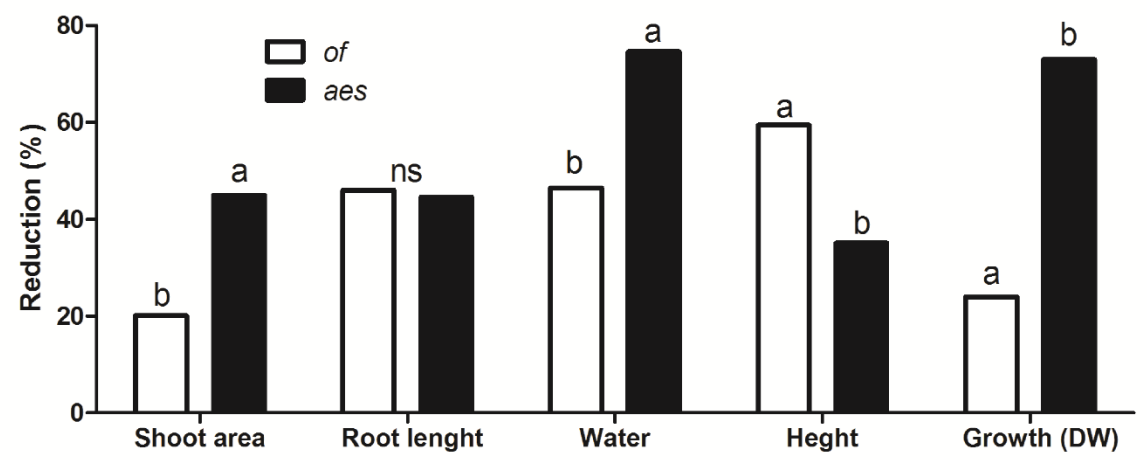 80
60
40
20
0
Reduction (%)
of
aes
b
a
ns
b
a
a
b
a
b
Shoot area
Root lenght
Water
Heght
Growth (DW)